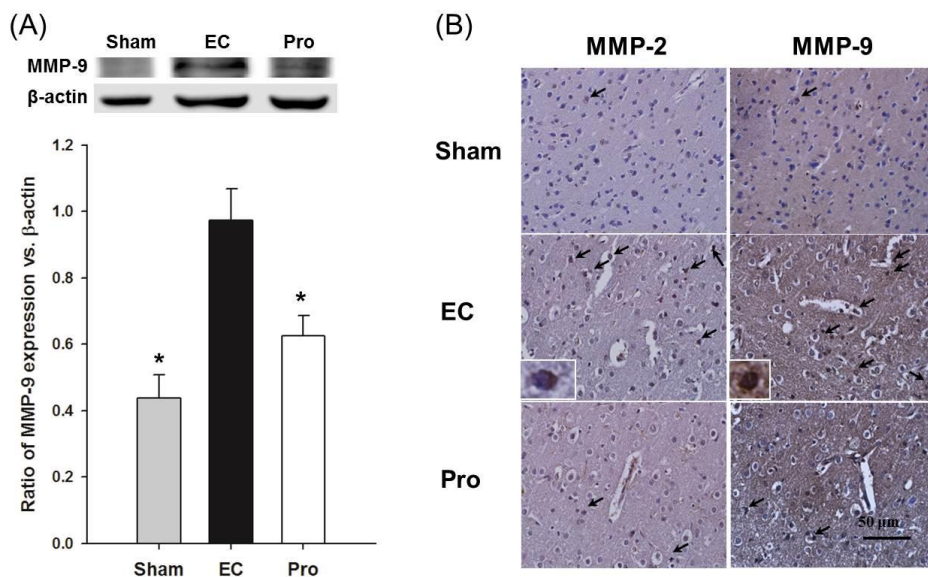 (A)
Sham EC Pro
MMP-9
β-actin
Ratio of MMP-9 expression vs. β-actin
1.2
1.0
0.8
0.6
0.4
0.2
0.0
*
*
Sham EC Pro
(B)
MMP-2 MMP-9
Sham
EC
Pro
50 μm